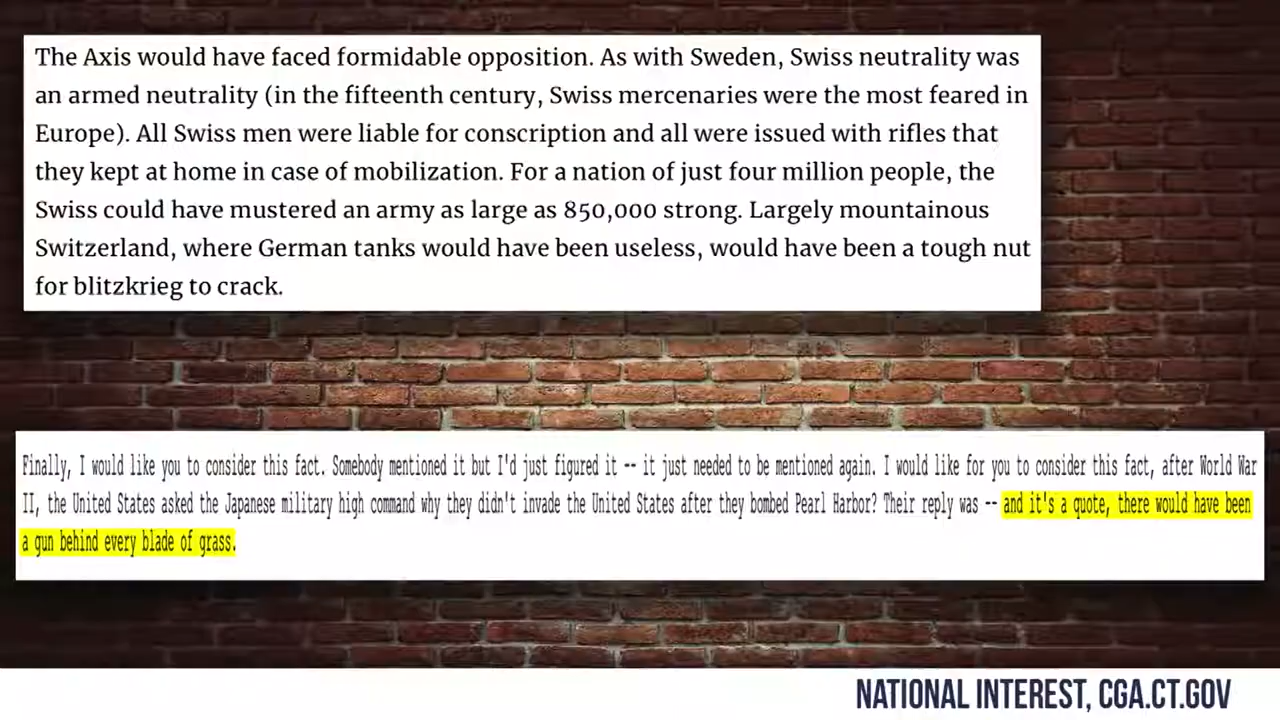 The Axis would have faced formidable opposition. As with Sweden, Swiss neutrality was
an armed neutrality (in the fifteenth century, Swiss mercenaries were the most feared in
Europe). All Swiss men were liable for conscription and all were issued with rifles that
they kept at home in case of mobilization. For a nation of just four million people, the
Swiss could have mustered an army as large as 850,000 strong. Largely mountainous
Switzerland, where German tanks would have been useless, would have been a tough nut
for blitzkrieg to crack.
Finally, I would like you to consider this fact. Somebody mentioned it but I'd just figured it -- it just needed to be mentioned again. I would like for you to consider this fact, after World War
II, the United States asked the Japanese military high command why they didn't invade the United States after they bombed Pearl Harbor? Their reply was -- and it's a quote, there would have been
a gun behind every blade of grass.
NATIONAL INTEREST, CGA.CT.GOV